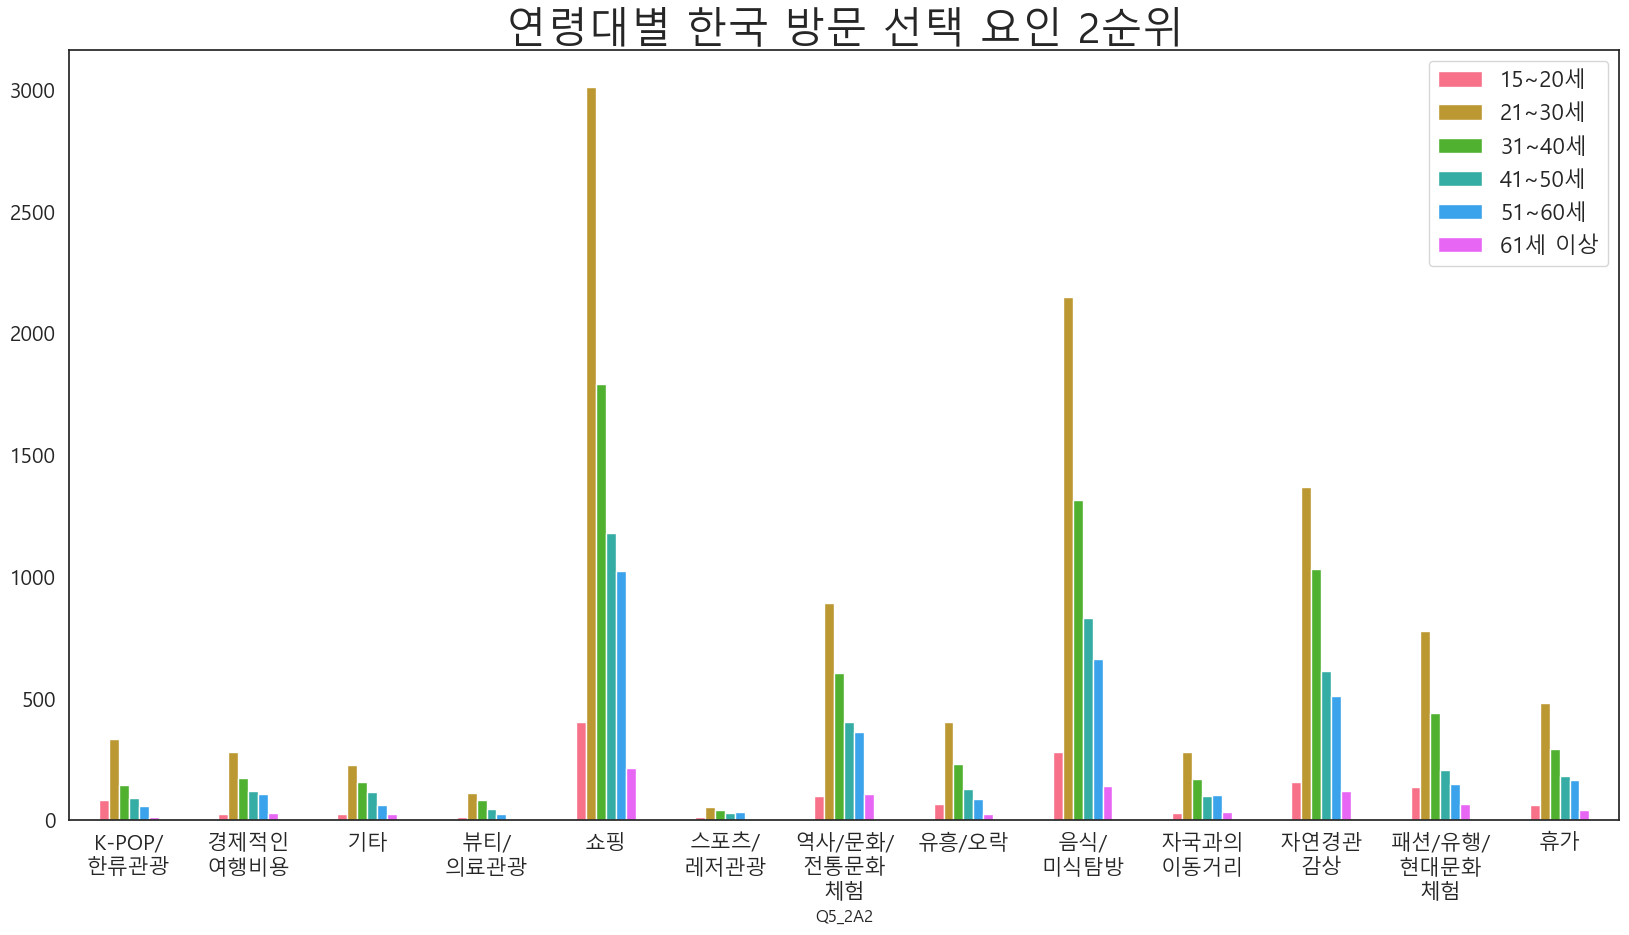 연령대별 한국 방문 선택 요인 2순위
3000
2500
2000
1500
1000
500
0
15~20세
21~30세
31~40세
41~50세
51~60세
61세 이상
K-POP/
한류관광
경제적인
여행비용
기타
뷰티/
의료관광
쇼핑
스포츠/
레저관광
역사/문화/
전통문화
체험
유흥/오락
음식/
미식탐방
자국과의
이동거리
자연경관
감상
패션/유행/
현대문화
체험
휴가
Q5_2A2